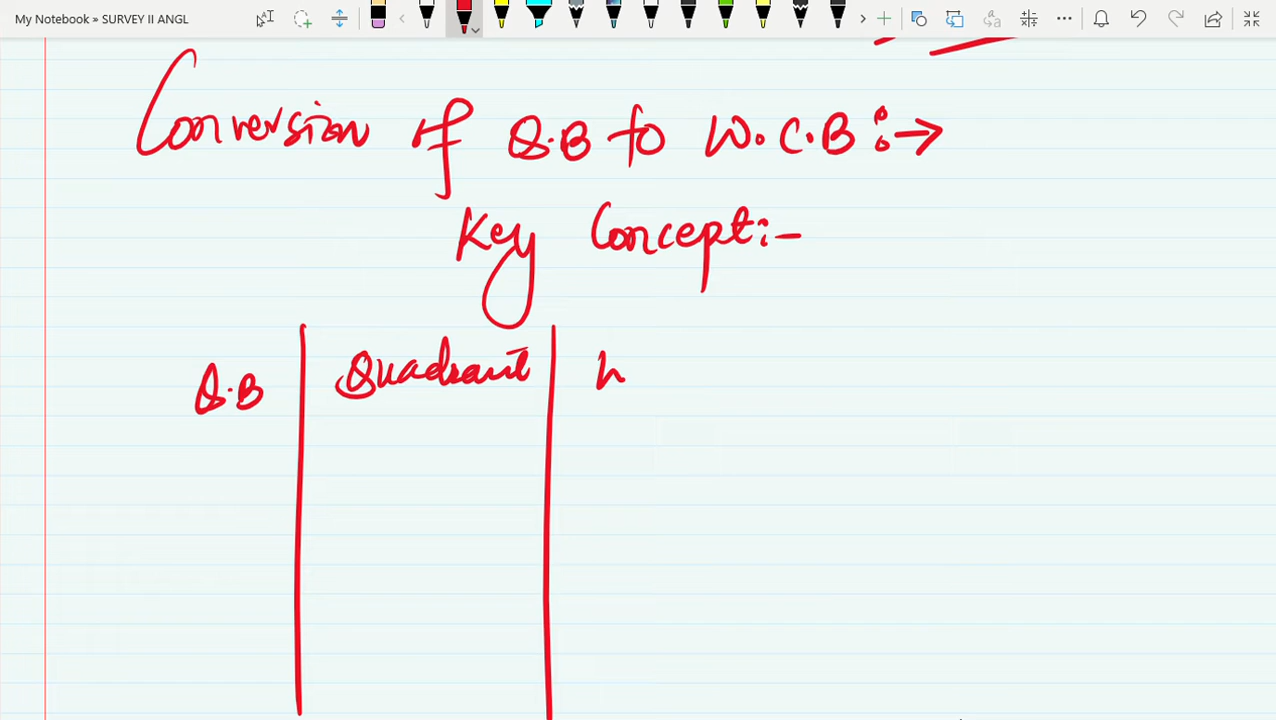 My Notebook » SURVEY II ANGL
Conversion of Q.B to W.C.B :→
Key Concept:-
Q.B Quadrant